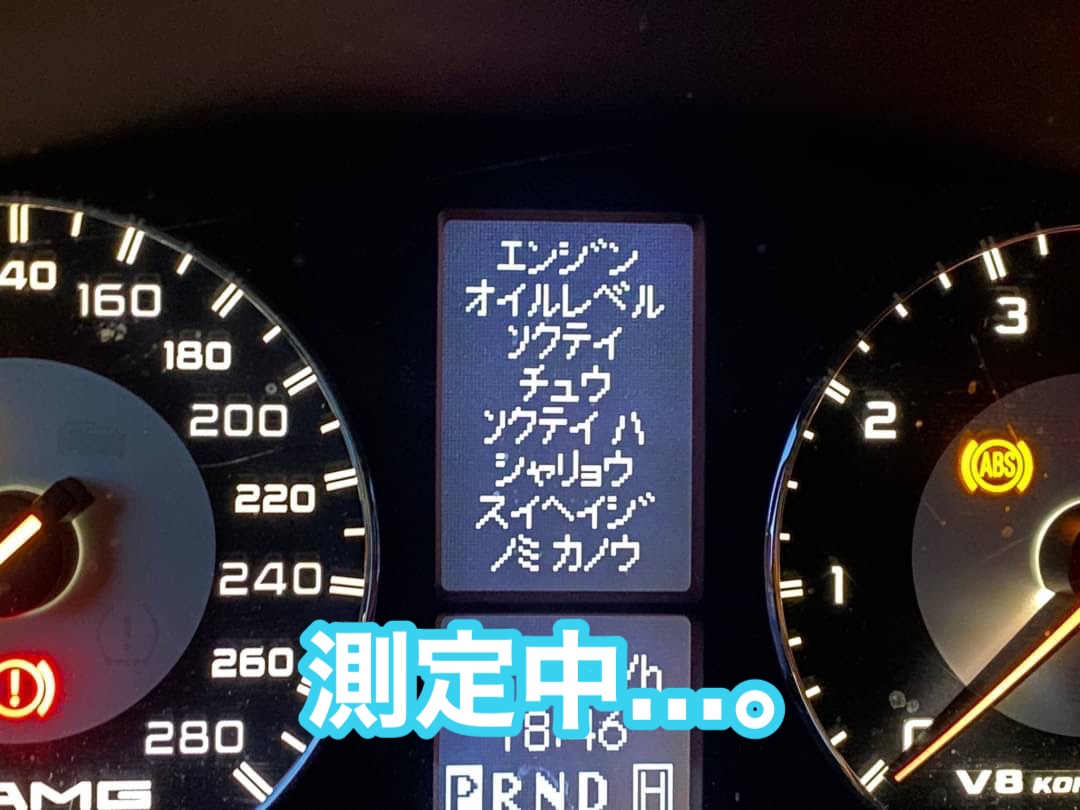 エンジン
オイルレベル
ソクテイ
チュウ
ソクテイ ハ
シャリョウ
スイヘイジ
ノミ カノウ
160
180
200
220
240
260
280
AMG
3
2
1
ABS
V8
測定中...。
PRND H